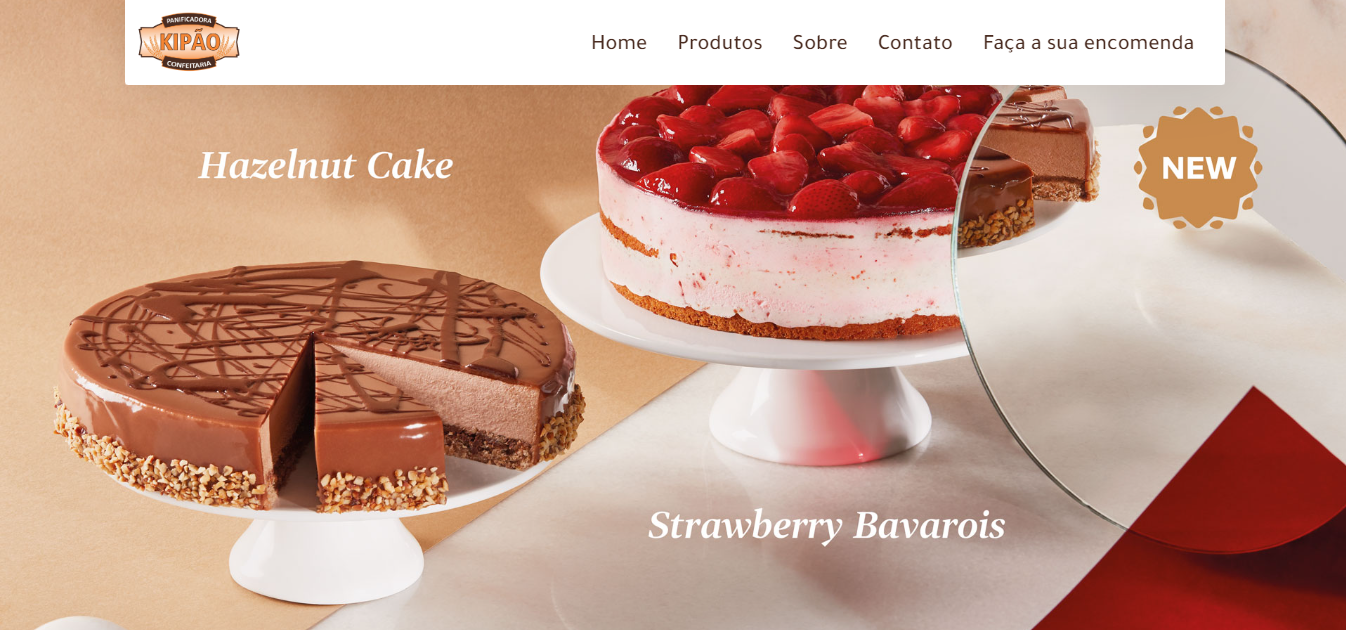 PANIFICADORA
KIPÃO
CONFEITARIA
Home Produtos Sobre Contato Faça a sua encomenda
Hazelnut Cake
NEW
Strawberry Bavarois